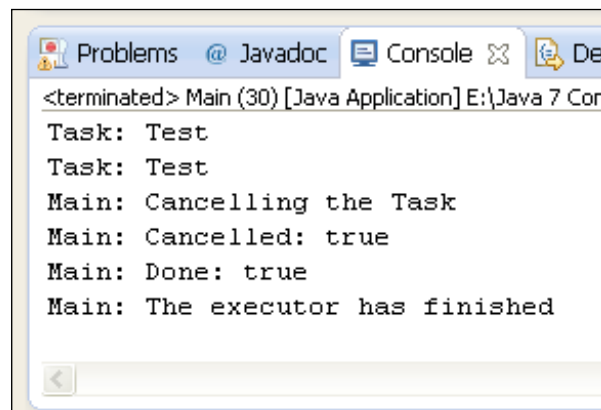 Problems @ Javadoc Console De
<terminated> Main (30) [Java Application] E:\Java 7 Cor
Task: Test
Task: Test
Main: Cancelling the Task
Main: Cancelled: true
Main: Done: true
Main: The executor has finished